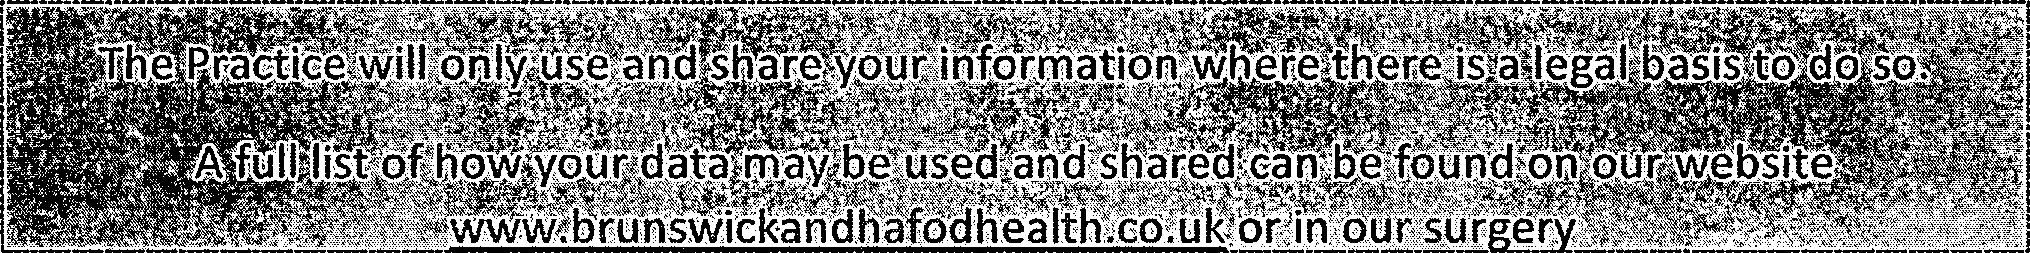 The Practice will only use and share your information where there is a legal basis to do so.
A full list of how your data may be used and shared can be found on our website
www.brunswickandhafodhealth.co.uk or in our surgery